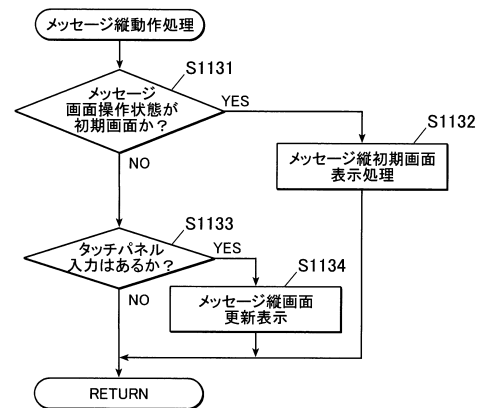 メッセージ縦動作処理
S1131
メッセージ
画面操作状態が
初期画面か？
YES
S1132
メッセージ縦初期画面
表示処理
NO
S1133
タッチパネル
入力はあるか？
YES
S1134
メッセージ縦画面
更新表示
NO
RETURN